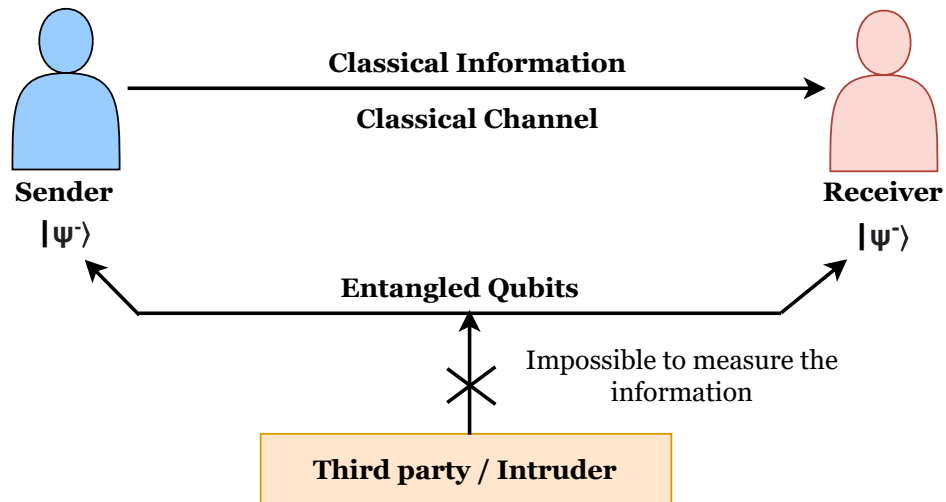 Classical Information
Classical Channel
Sender
Receiver
|Ψ-⟩
|Ψ-⟩
Entangled Qubits
Impossible to measure the
information
Third party / Intruder